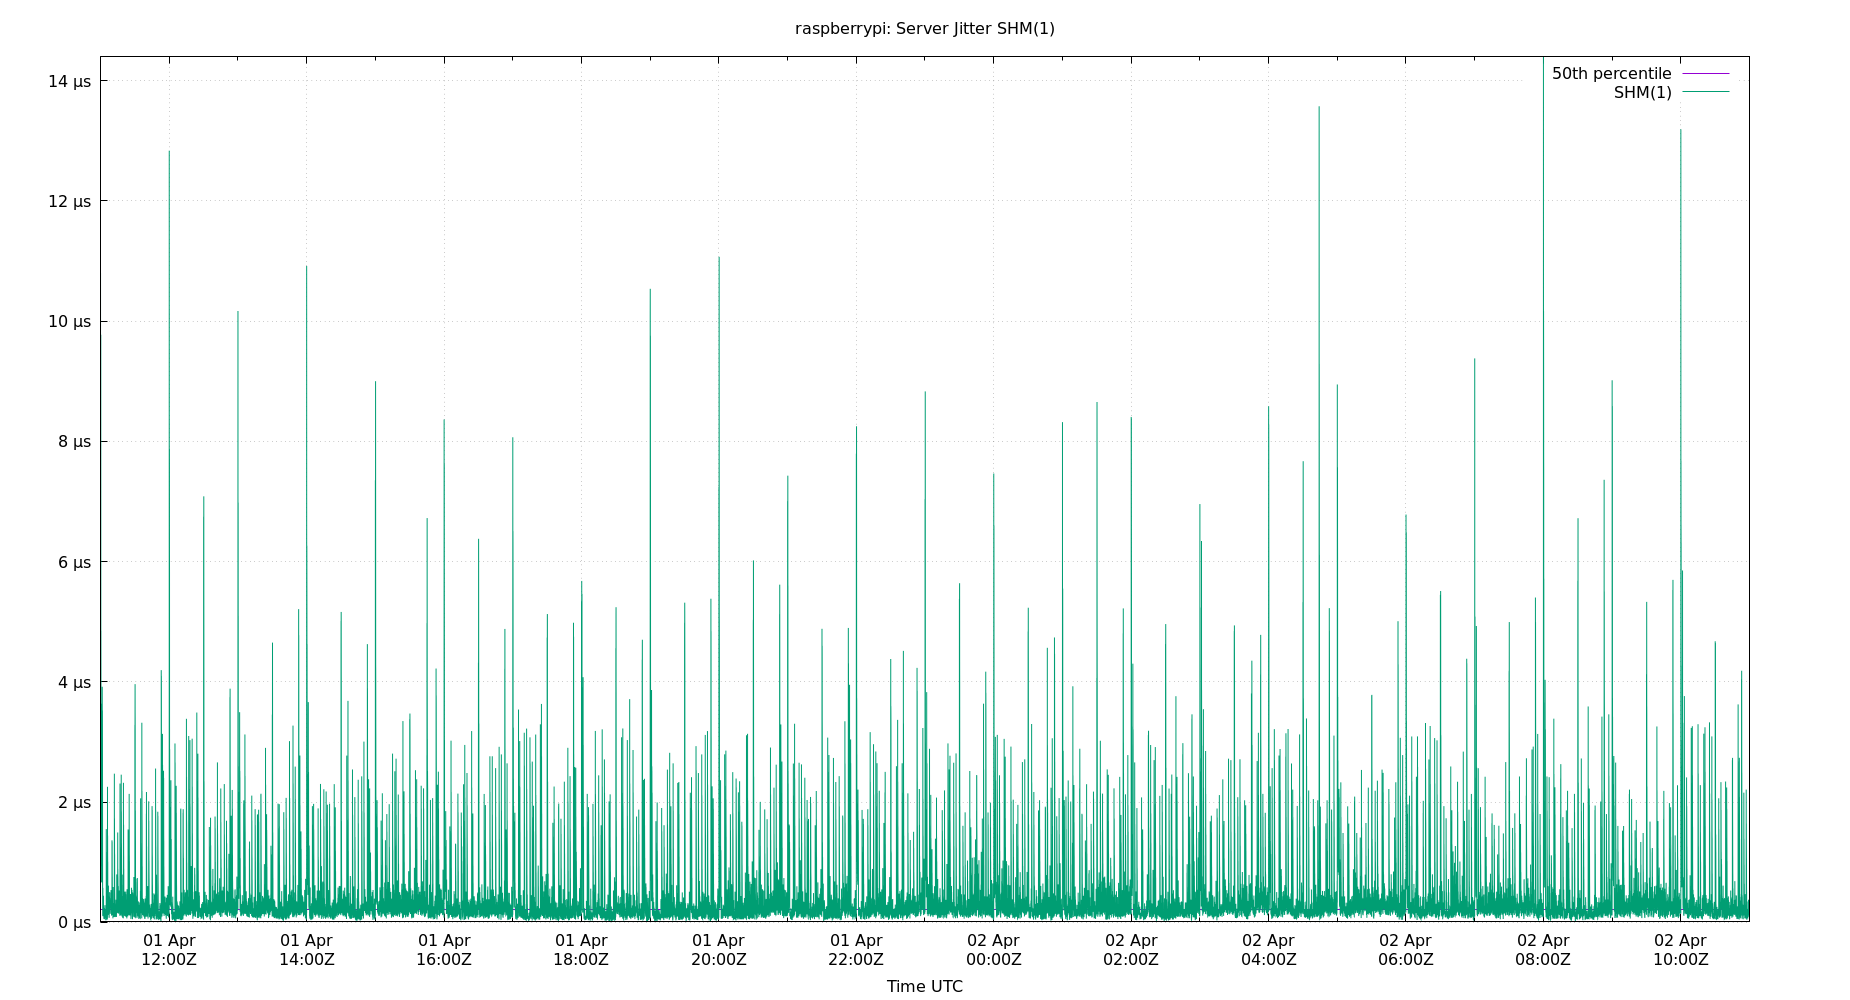 raspberrypi: Server Jitter SHM(1)
50th percentile
SHM(1)
14 µs
12 µs
10 µs
8 µs
6 µs
4 µs
2 µs
0 µs
01 Apr 01 Apr 01 Apr 01 Apr 01 Apr 01 Apr 02 Apr 02 Apr 02 Apr 02 Apr 02 Apr 02 Apr
12:00Z 14:00Z 16:00Z 18:00Z 20:00Z 22:00Z 00:00Z 02:00Z 04:00Z 06:00Z 08:00Z 10:00Z
Time UTC